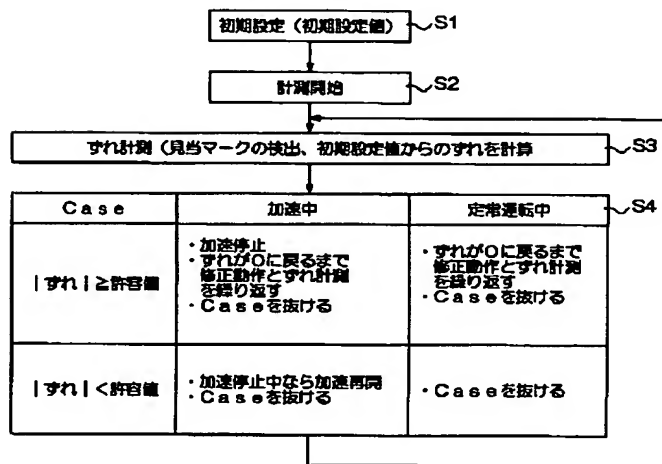 初期設定（初期設定値） S1
計測開始 S2
ずれ計測（見当マークの検出、初期設定値からのずれを計算 S3
Case 加速中 定常運転中 S4
|ずれ|≧許容値
・加速停止
・ずれが0に戻るまで
修正動作とずれ計測
を繰り返す
・Caseを抜ける
・ずれが0に戻るまで
修正動作とずれ計測
を繰り返す
・Caseを抜ける
|ずれ|<許容値
・加速停止中なら加速再開
・Caseを抜ける
・Caseを抜ける